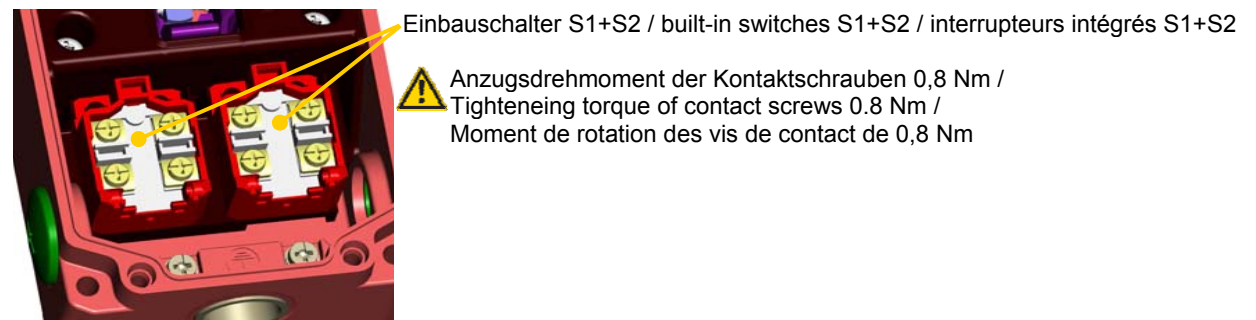 Einbauschalter S1+S2 / built-in switches S1+S2 / interrupteurs intégrés S1+S2
Anzugsdrehmoment der Kontaktschrauben 0,8 Nm /
Tighteneing torque of contact screws 0.8 Nm /
Moment de rotation des vis de contact de 0,8 Nm